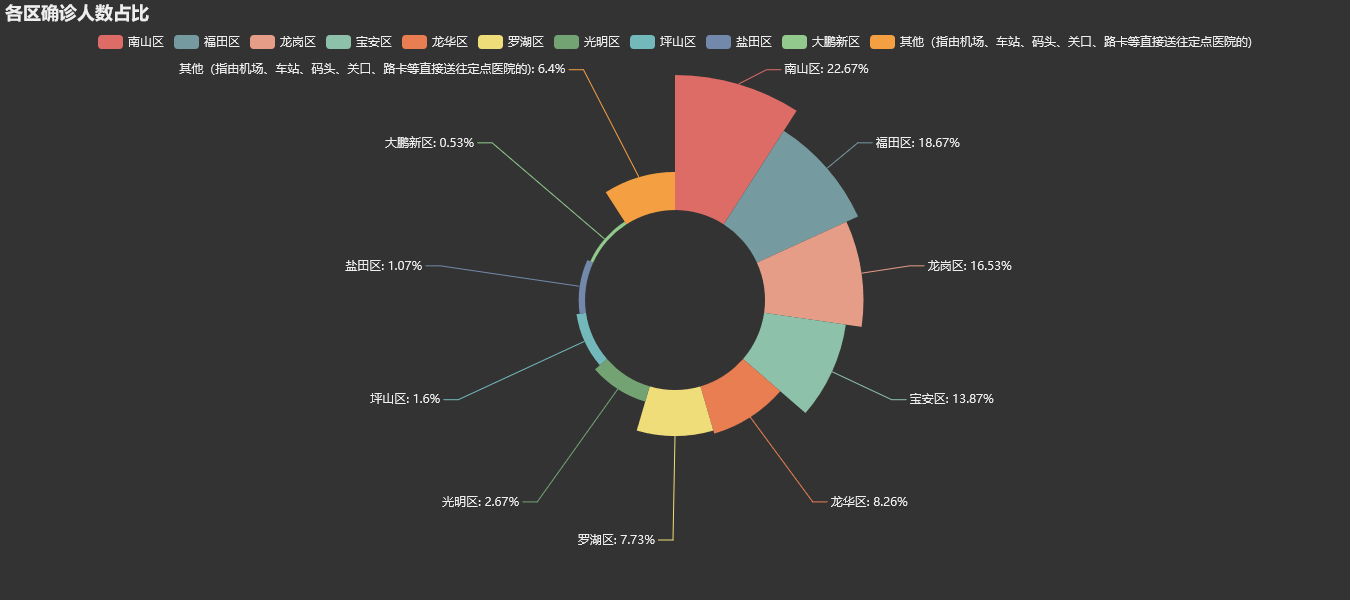 各区确诊人数占比
南山区 福田区 龙岗区 宝安区 龙华区 罗湖区 光明区 坪山区 盐田区 大鹏新区 其他（指由机场、车站、码头、关口、路卡等直接送往定点医院的)
其他（指由机场、车站、码头、关口、路卡等直接送往定点医院的): 6.4%
南山区: 22.67%
大鹏新区: 0.53%
福田区: 18.67%
盐田区: 1.07%
龙岗区: 16.53%
坪山区: 1.6%
宝安区: 13.87%
光明区: 2.67%
龙华区: 8.26%
罗湖区: 7.73%